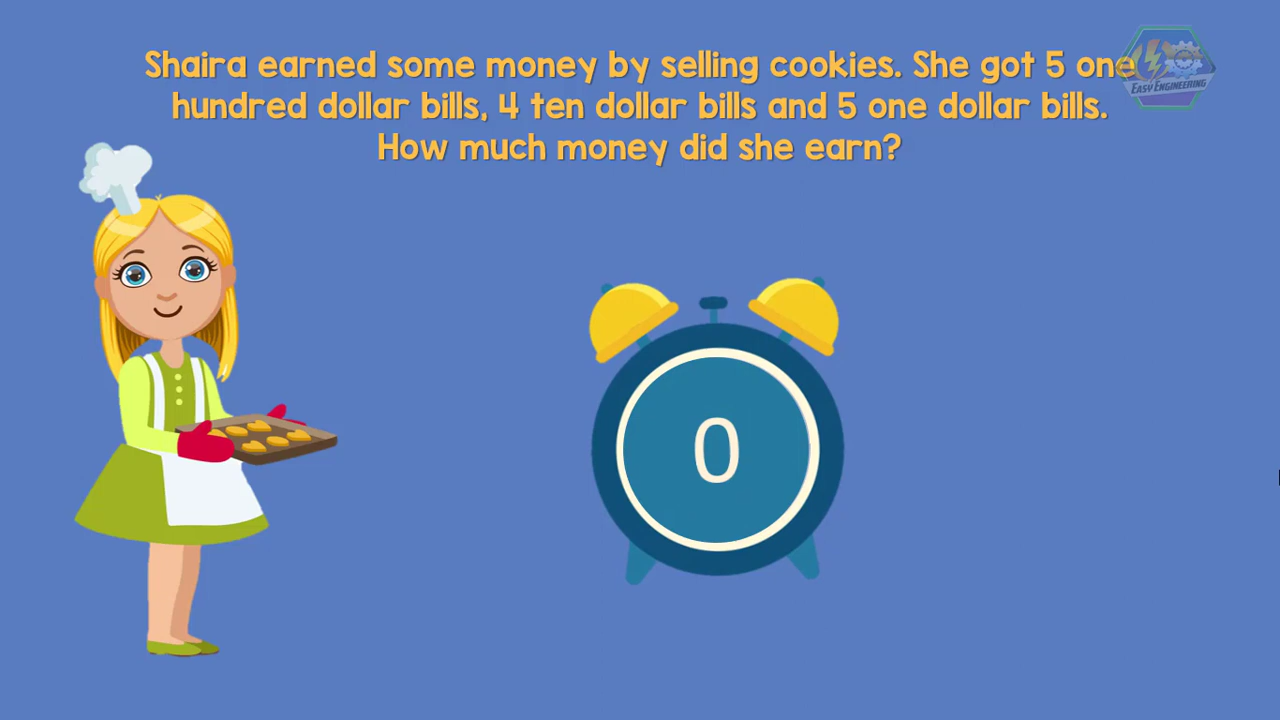 Shaira earned some money by selling cookies. She got 5 one
hundred dollar bills, 4 ten dollar bills and 5 one dollar bills.
How much money did she earn?
EASY ENGINEERING
0